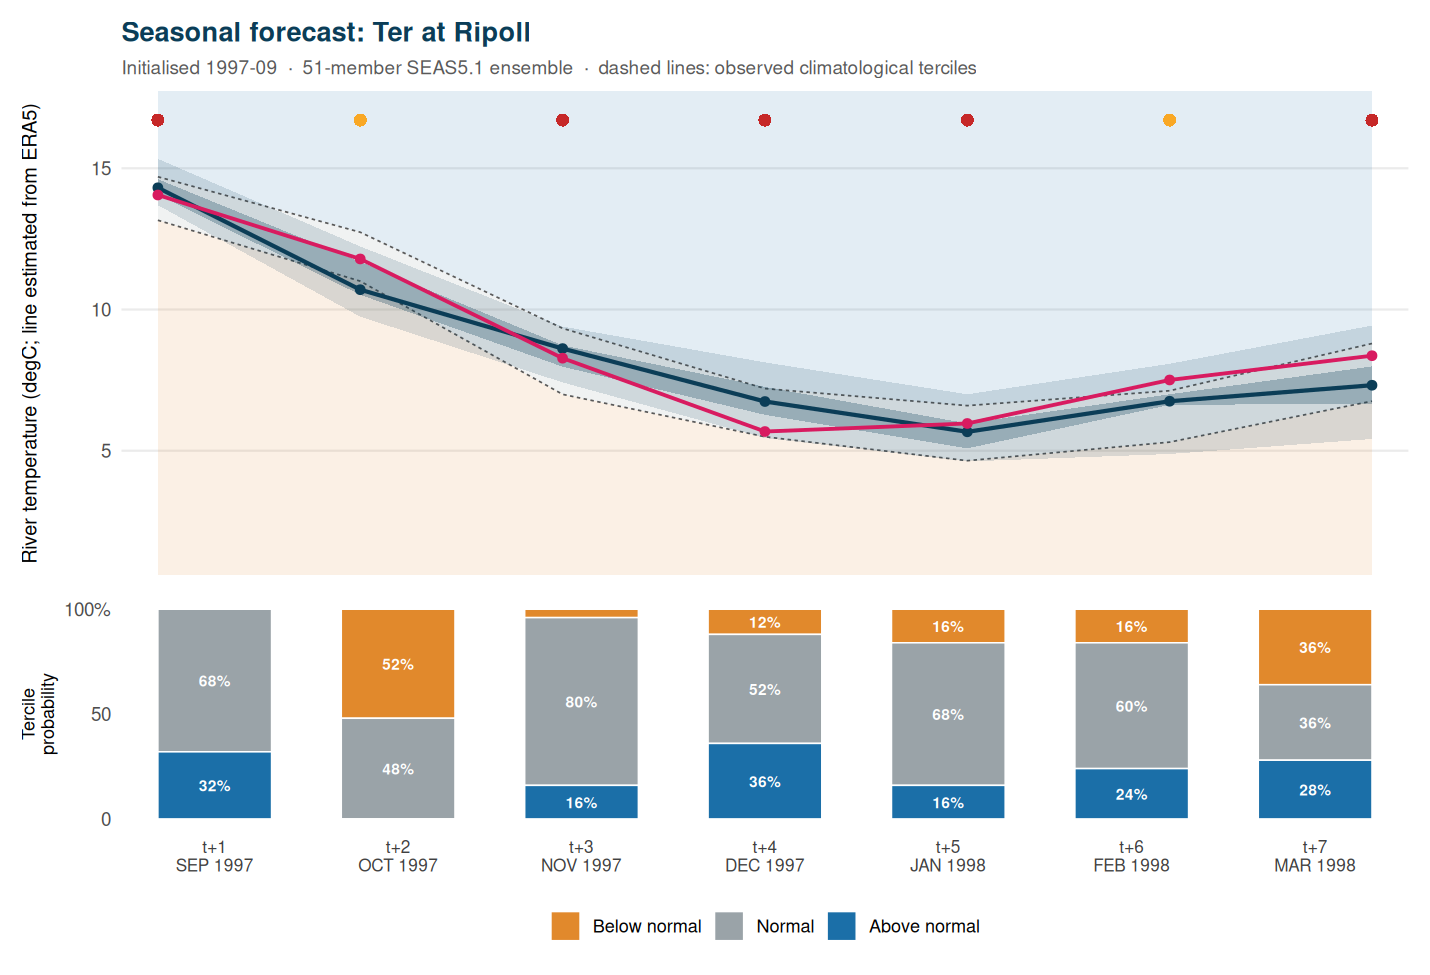 Seasonal forecast: Ter at Ripoll
Initialised 1997-09 · 51-member SEAS5.1 ensemble · dashed lines: observed climatological terciles
River temperature (degC; line estimated from ERA5)
15
10
5
Tercile
probability
100%
50
0
68%
32%
52%
48%
80%
16%
12%
52%
36%
16%
68%
16%
16%
60%
24%
36%
36%
28%
t+1
SEP 1997
t+2
OCT 1997
t+3
NOV 1997
t+4
DEC 1997
t+5
JAN 1998
t+6
FEB 1998
t+7
MAR 1998
Below normal
Normal
Above normal